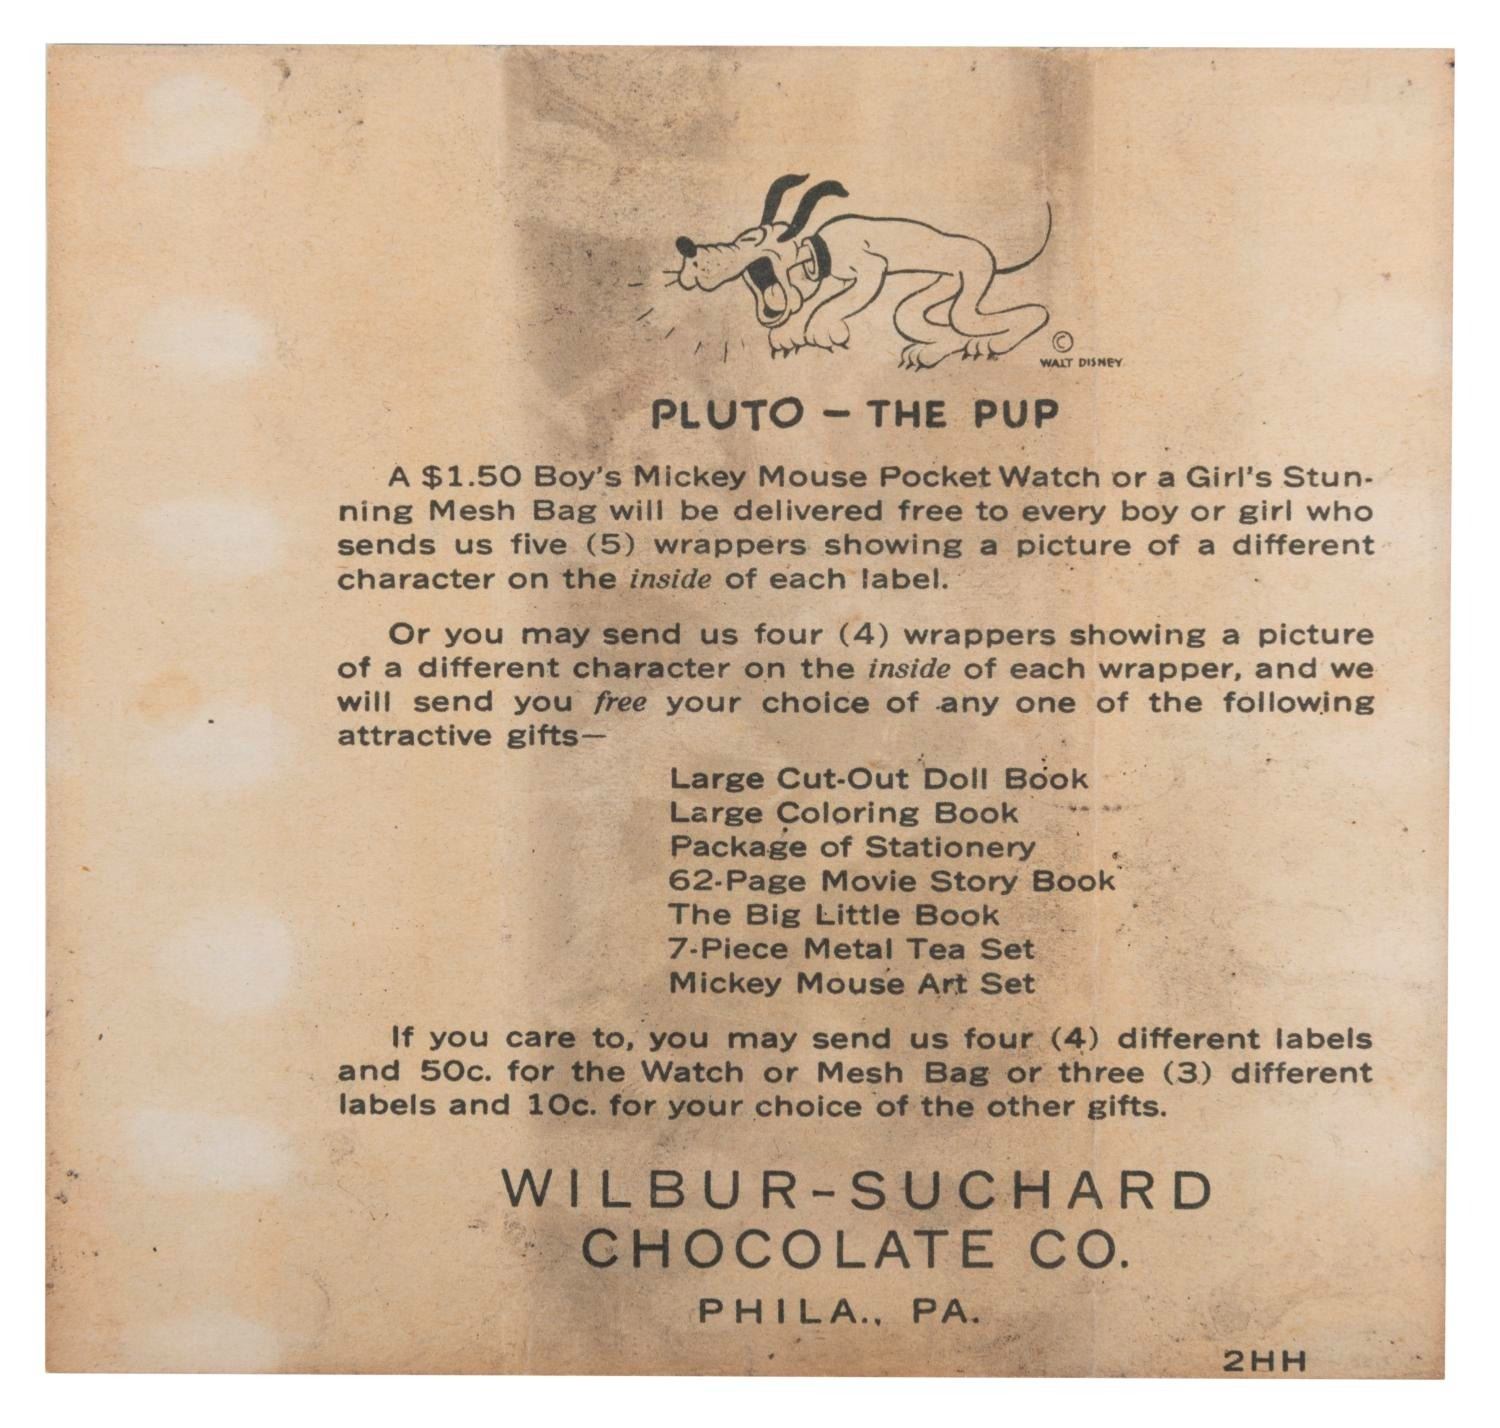 ©
WALT DISNEY
PLUTO – THE PUP
A $1.50 Boy's Mickey Mouse Pocket Watch or a Girl's Stun-
ning Mesh Bag will be delivered free to every boy or girl who
sends us five (5) wrappers showing a picture of a different
character on the inside of each label.
Or you may send us four (4) wrappers showing a picture
of a different character on the inside of each wrapper, and we
will send you free your choice of any one of the following
attractive gifts—
Large Cut-Out Doll Book
Large Coloring Book
Package of Stationery
62-Page Movie Story Book
The Big Little Book
7-Piece Metal Tea Set
Mickey Mouse Art Set
If you care to, you may send us four (4) different labels
and 50c. for the Watch or Mesh Bag or three (3) different
labels and 10c. for your choice of the other gifts.
WILBUR-SUCHARD
CHOCOLATE CO.
PHILA., PA.
2HH